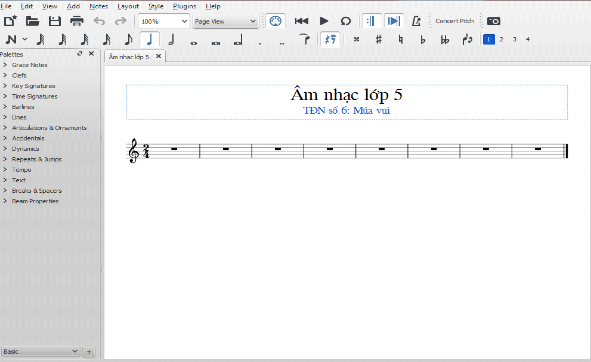 File Edit View Add Notes Layout Style Plugins Help
100% Page View Concert Pitch
N 1 2 3 4
Palettes
Âm nhạc lớp 5
Grace Notes
Clefs
Key Signatures
Time Signatures
Barlines
Lines
Articulations & Ornaments
Accidentals
Dynamics
Repeats & Jumps
Tempo
Text
Breaks & Spacers
Beam Properties
Âm nhạc lớp 5
TĐN số 6: Múa vui
2
4
Basic